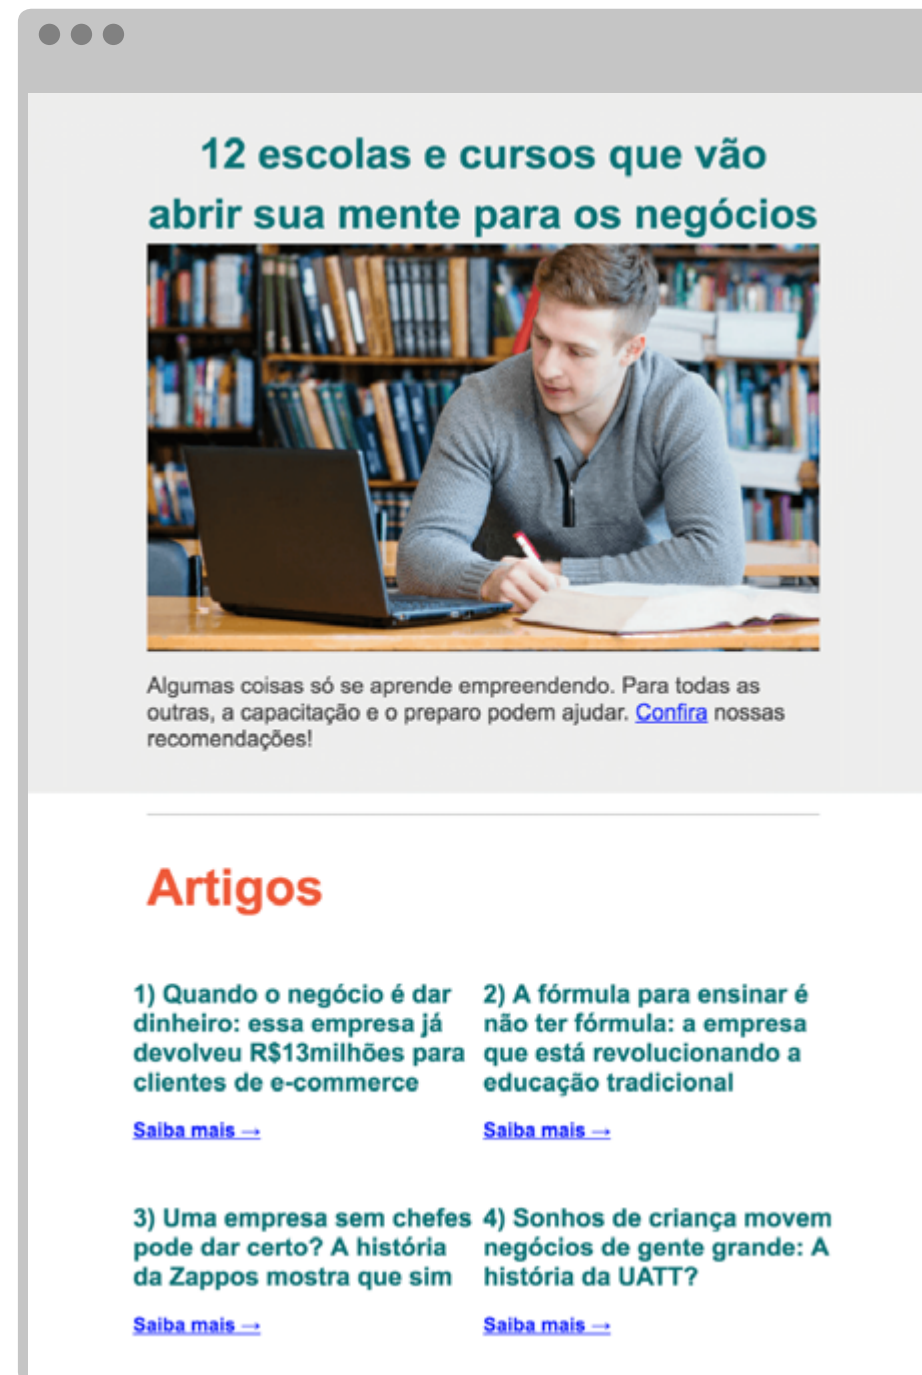 12 escolas e cursos que vão
abrir sua mente para os negócios
Algumas coisas só se aprende empreendendo. Para todas as
outras, a capacitação e o preparo podem ajudar. Confira nossas
recomendações!
Artigos
1) Quando o negócio é dar
dinheiro: essa empresa já
devolveu R$13milhões para
clientes de e-commerce
Saiba mais →
2) A fórmula para ensinar é
não ter fórmula: a empresa
que está revolucionando a
educação tradicional
Saiba mais →
3) Uma empresa sem chefes
pode dar certo? A história
da Zappos mostra que sim
Saiba mais →
4) Sonhos de criança movem
negócios de gente grande: A
história da UATT?
Saiba mais →